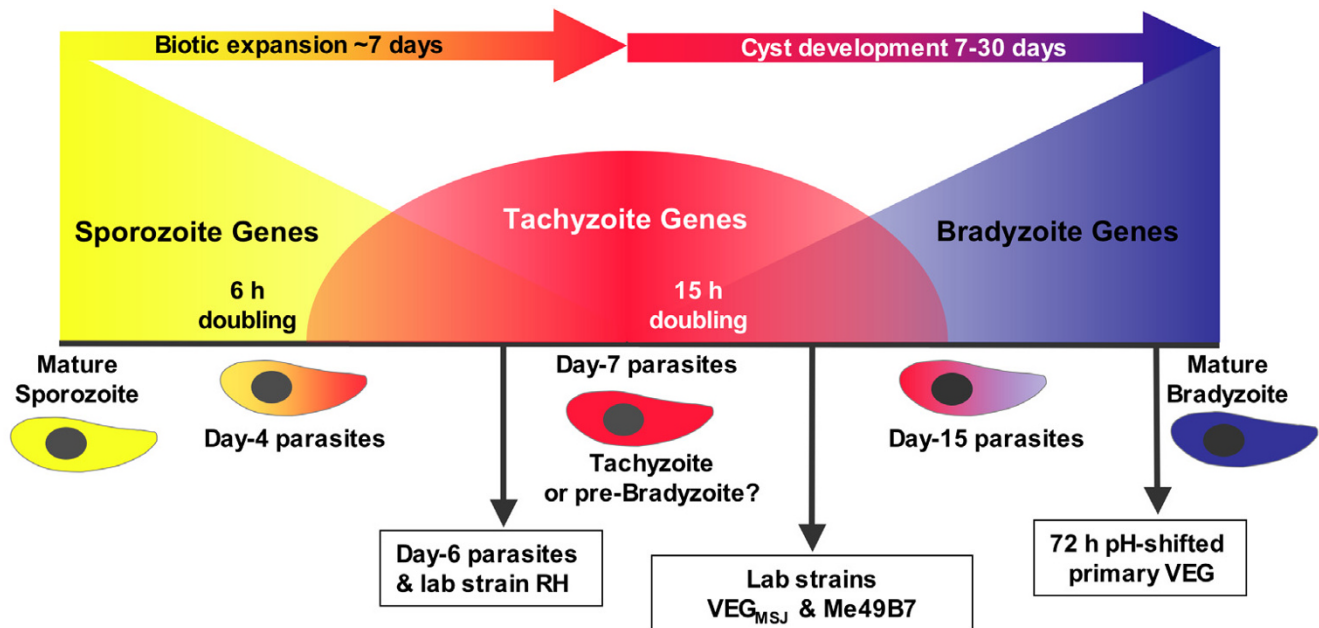 Biotic expansion ~7 days
Cyst development 7-30 days
Sporozoite Genes
Tachyzoite Genes
Bradyzoite Genes
6 h
doubling
15 h
doubling
Mature
Sporozoite
Day-4 parasites
Day-7 parasites
Tachyzoite
or pre-Bradyzoite?
Day-15 parasites
Mature
Bradyzoite
Day-6 parasites
& lab strain RH
Lab strains
VEGMSJ & Me49B7
72 h pH-shifted
primary VEG